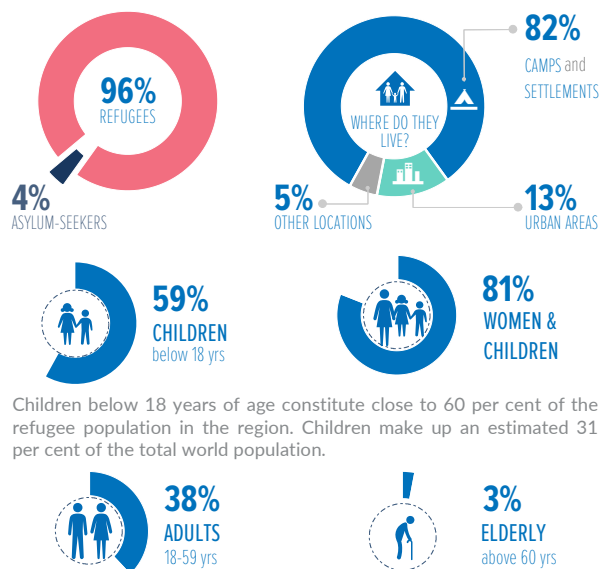 96%
REFUGEES
4%
ASYLUM-SEEKERS
WHERE DO THEY
LIVE?
82%
CAMPS and
SETTLEMENTS
5%
OTHER LOCATIONS
13%
URBAN AREAS
59%
CHILDREN
below 18 yrs
81%
WOMEN &
CHILDREN
Children below 18 years of age constitute close to 60 per cent of the
refugee population in the region. Children make up an estimated 31
per cent of the total world population.
38%
ADULTS
18-59 yrs
3%
ELDERLY
above 60 yrs